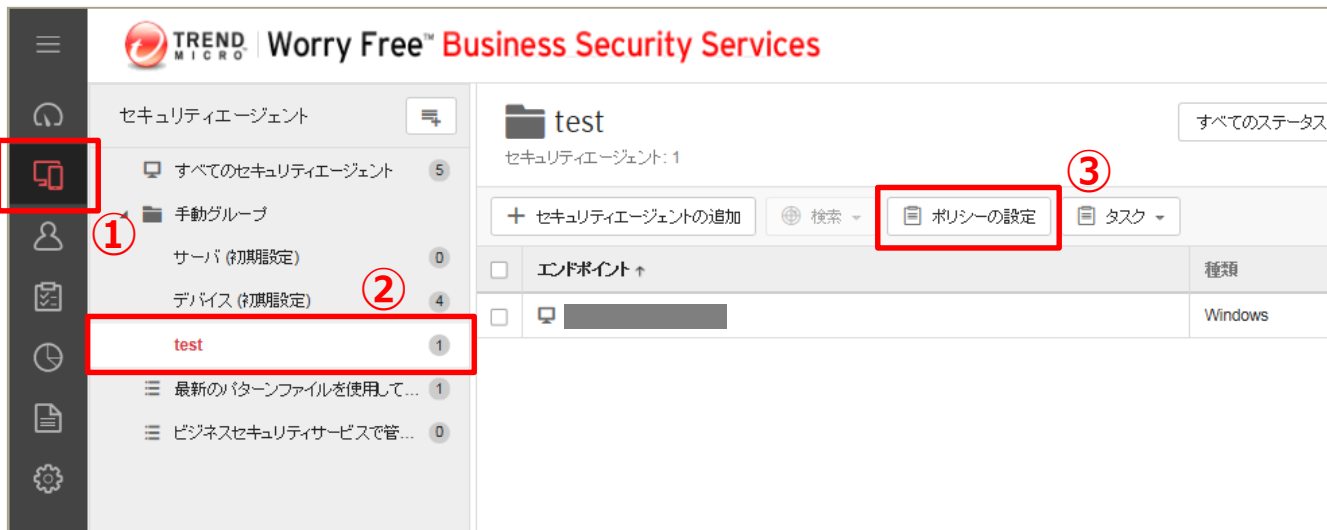 TREND MICRO Worry Free™ Business Security Services
セキュリティエージェント
すべてのセキュリティエージェント 5
① 手動グループ
サーバ (初期設定) 0
② デバイス (初期設定) 4
test 1
最新のパターンファイルを使用して... 1
ビジネスセキュリティサービスで管... 0
test
すべてのステータス
セキュリティエージェント: 1
③
+ セキュリティエージェントの追加 検索 ポリシーの設定 タスク
エンドポイント ↑ 種類
Windows